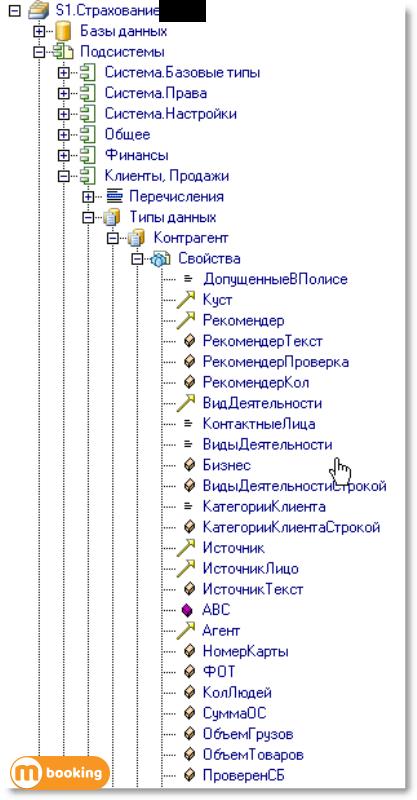 S1.Страхование
Базы данных
Подсистемы
Система.Базовые типы
Система.Права
Система.Настройки
Общее
Финансы
Клиенты, Продажи
Перечисления
Типы данных
Контрагент
Свойства
ДопущенныеВПолисе
Куст
Рекомендер
РекомендерТекст
РекомендерПроверка
РекомендерКол
ВидДеятельности
КонтактныеЛица
ВидыДеятельности
Бизнес
ВидыДеятельностиСтрокой
КатегорииКлиента
КатегорииКлиентаСтрокой
Источник
ИсточникЛицо
ИсточникТекст
ABC
Агент
НомерКарты
ФОТ
КолЛюдей
СуммаОС
ОбъемГрузов
ОбъемТоваров
ПроверенСБ
m booking